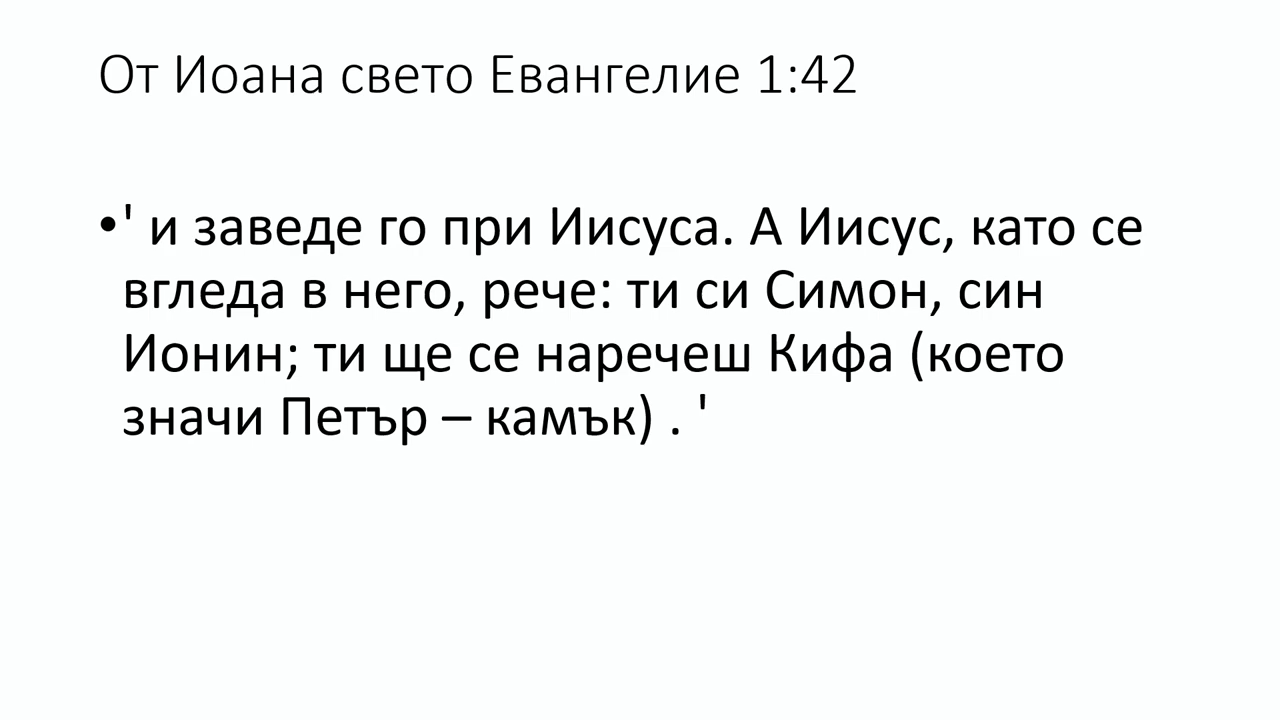 От Иоана свето Евангелие 1:42
•' и заведе го при Иисуса. А Иисус, като се
вгледа в него, рече: ти си Симон, син
Ионин; ти ще се наречеш Кифа (което
значи Петър – камък) . '